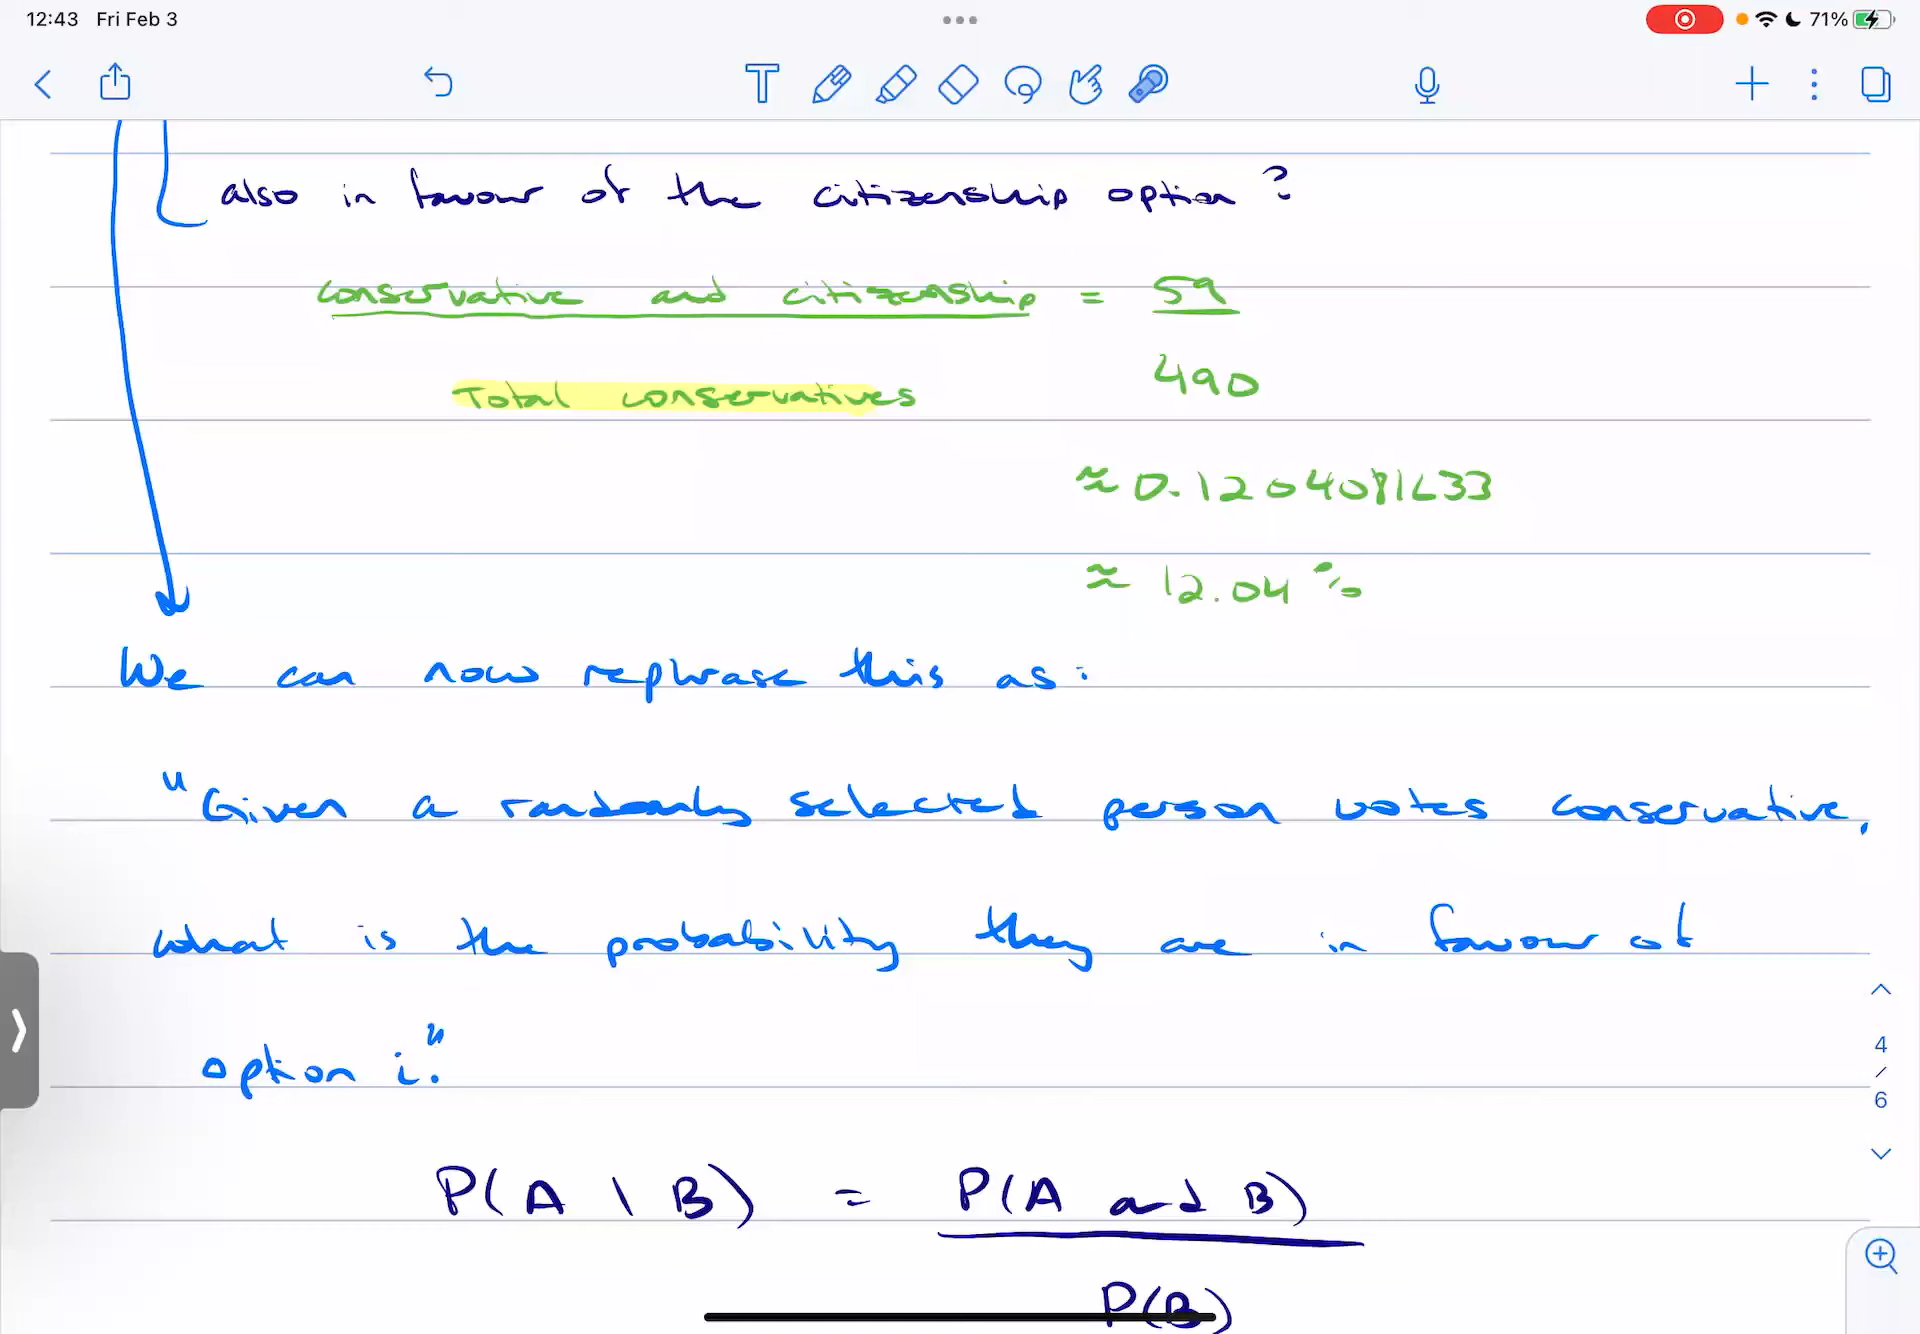 12:43 Fri Feb 3
71%
also in favour of the citizenship option?
conservative and citizenship = 59
Total conservatives 490
≈ 0.1204081633
≈ 12.04 %
We can now rephrase this as:
"Given a randomly selected person votes conservative,
what is the probability they are in favour of
option i."
4
/
6
P(A | B) = P(A and B)
P(B)